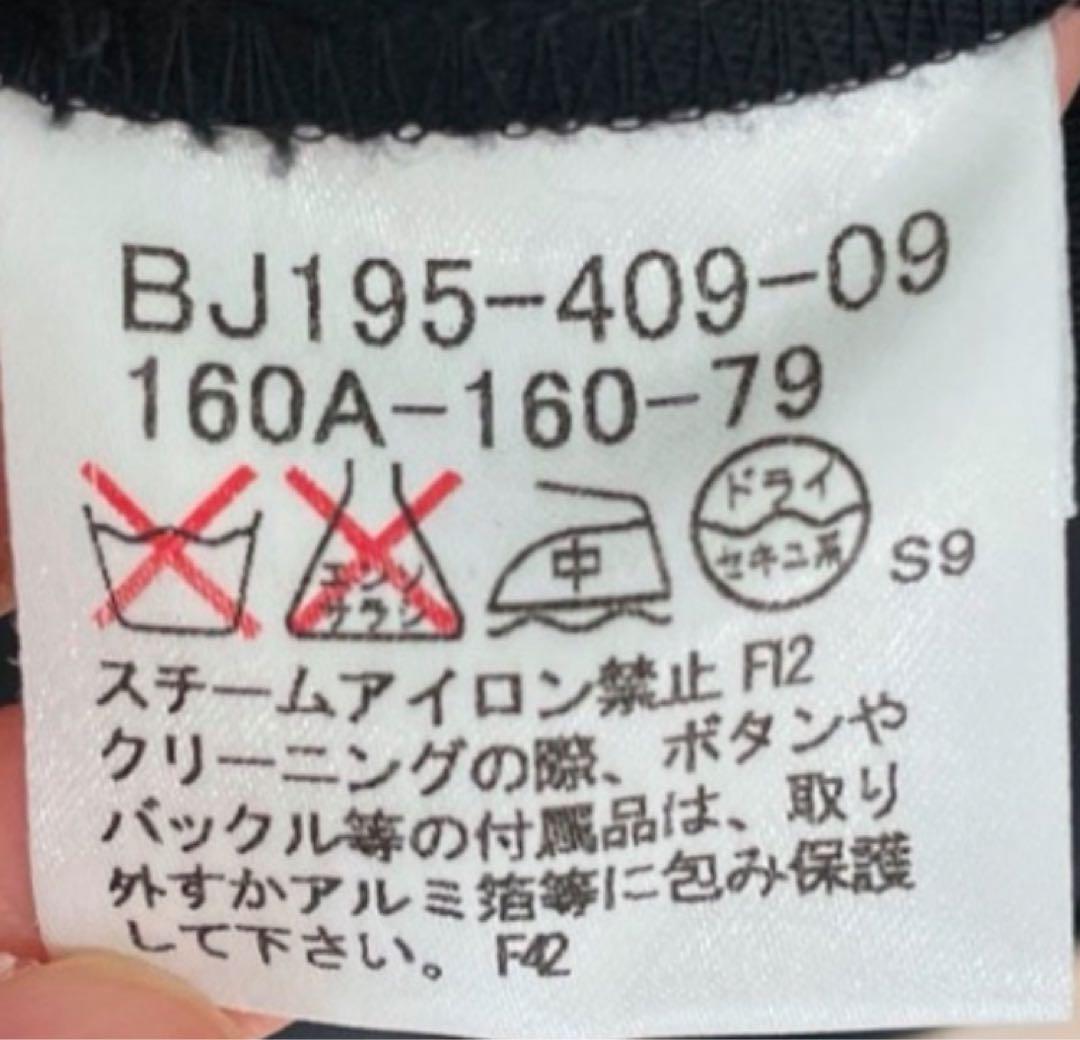 BJ195-409-09
160A-160-79
エンソ
サラシ
中
ドライ
セキユ系
S9
スチームアイロン禁止 F12
クリーニングの際、ボタンや
バックル等の付属品は、取り
外すかアルミ箔等に包み保護
して下さい。 F42